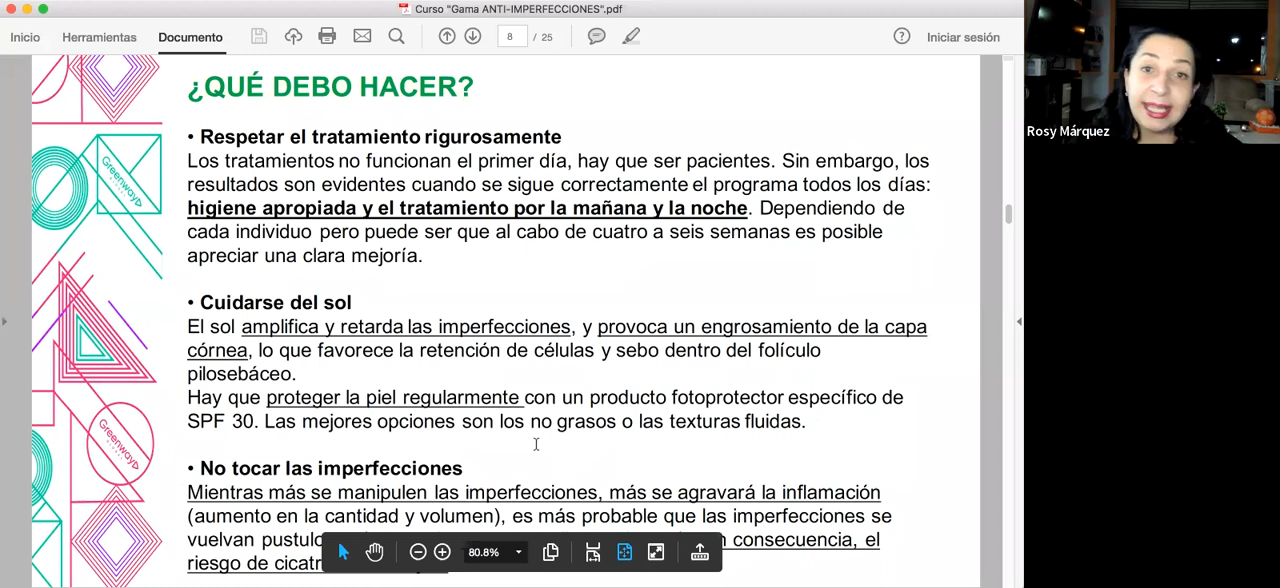 Curso "Gama ANTI-IMPERFECCIONES".pdf
Inicio Herramientas Documento 8 / 25 Iniciar sesión
Rosy Márquez
¿QUÉ DEBO HACER?
• Respetar el tratamiento rigurosamente
Los tratamientos no funcionan el primer día, hay que ser pacientes. Sin embargo, los
resultados son evidentes cuando se sigue correctamente el programa todos los días:
higiene apropiada y el tratamiento por la mañana y la noche. Dependiendo de
cada individuo pero puede ser que al cabo de cuatro a seis semanas es posible
apreciar una clara mejoría.
• Cuidarse del sol
El sol amplifica y retarda las imperfecciones, y provoca un engrosamiento de la capa
córnea, lo que favorece la retención de células y sebo dentro del folículo
pilosebáceo.
Hay que proteger la piel regularmente con un producto fotoprotector específico de
SPF 30. Las mejores opciones son los no grasos o las texturas fluidas.
• No tocar las imperfecciones
Mientras más se manipulen las imperfecciones, más se agravará la inflamación
(aumento en la cantidad y volumen), es más probable que las imperfecciones se
vuelvan consecuencia, el
riesgo de
80.8%
Greenway
Greenway